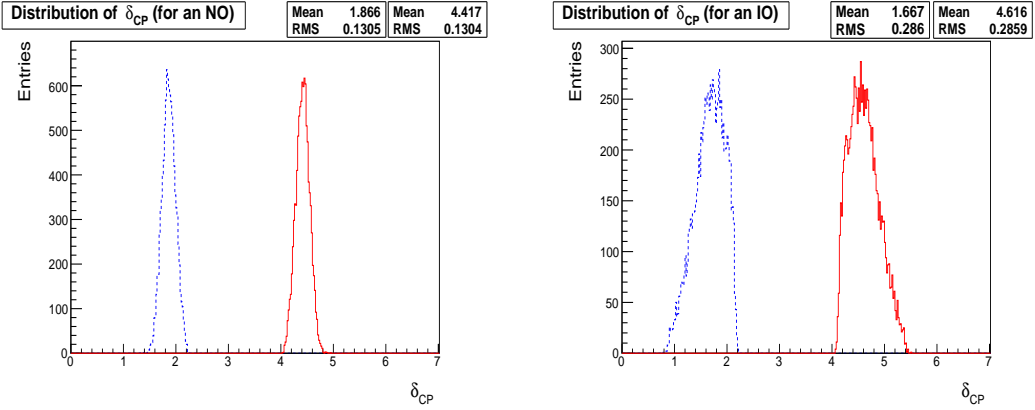 Distribution of δCP (for an NO)
Mean 1.866
RMS 0.1305
Mean 4.417
RMS 0.1304
Entries
600
500
400
300
200
100
0
0 1 2 3 4 5 6 7
δCP
Distribution of δCP (for an IO)
Mean 1.667
RMS 0.286
Mean 4.616
RMS 0.2859
Entries
300
250
200
150
100
50
0
0 1 2 3 4 5 6 7
δCP